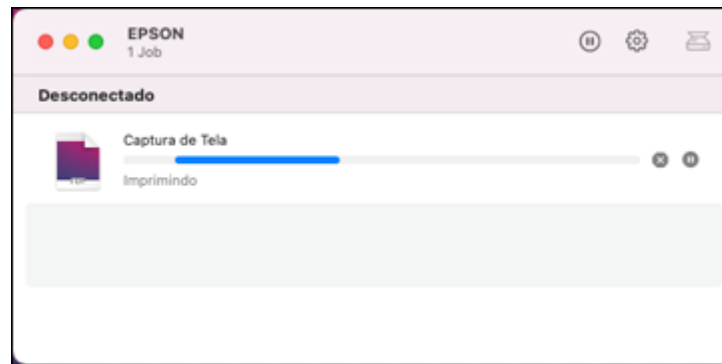 EPSON
1 Job
Desconectado
Captura de Tela
Imprimindo